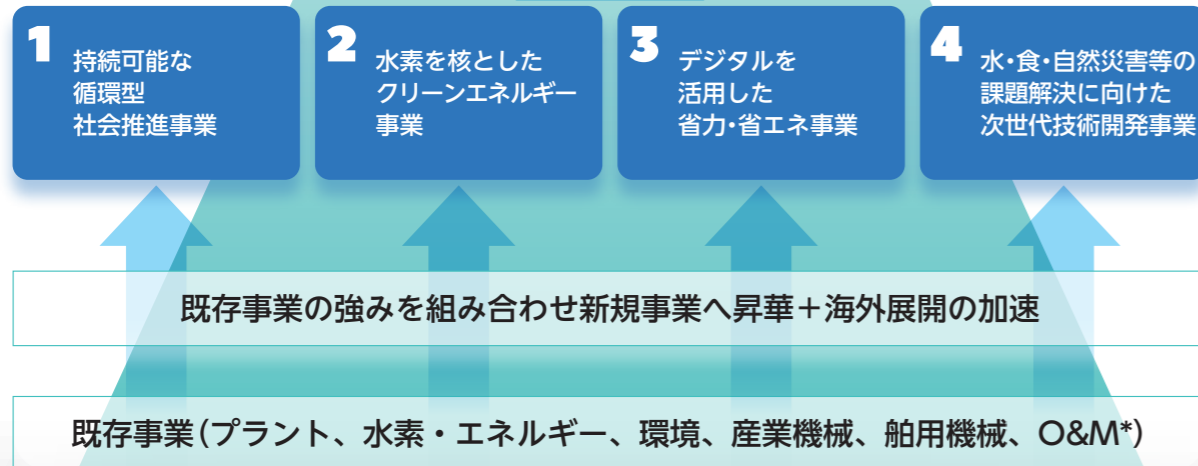 1
持続可能な
循環型
社会推進事業
2
水素を核とした
クリーンエネルギー
事業
3
デジタルを
活用した
省力・省エネ事業
4
水・食・自然災害等の
課題解決に向けた
次世代技術開発事業
既存事業の強みを組み合わせ新規事業へ昇華＋海外展開の加速
既存事業（プラント、水素・エネルギー、環境、産業機械、舶用機械、O&M*）